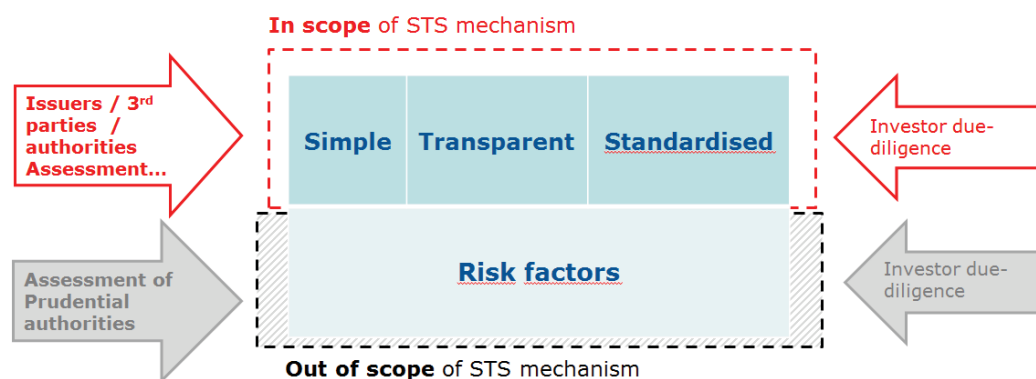 In scope of STS mechanism
Issuers / 3rd
parties /
authorities
Assessment...
Simple
Transparent
Standardised
Investor due-
diligence
Assessment of
Prudential
authorities
Risk factors
Investor due-
diligence
Out of scope of STS mechanism